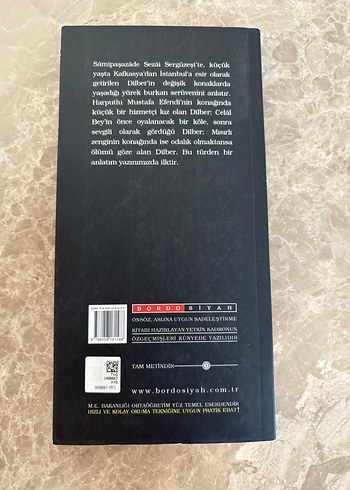 Sâmipaşazâde Sezâi Sergüzeşt'te, küçük
yaşta Kafkasya'dan İstanbul'a esir olarak
getirilen Dilber'in değişik konaklarda
yaşadığı yürek burkan serüvenini anlatır.
Harputlu Mustafa Efendi'nin konağında
küçük bir hizmetçi kız olan Dilber; Celâl
Bey'in önce oyalanacak bir köle, sonra
sevgili olarak gördüğü Dilber; Mısırlı
zenginin konağında ise odalık olmaktansa
ölümü göze alan Dilber. Bu türden bir
anlatım yazınımızda ilktir.
BORDO SİYAH
ÖNSÖZ, ASLINA UYGUN SADELEŞTİRME
KİTABI HAZIRLAYAN YETKİN KADRONUN
ÖZGEÇMİŞLERİ KÜNYEDE YAZILIDIR
TAM METİNDİR
www.bordosiyah.com.tr
M.E. BAKANLIĞI ORTAÖĞRETİM YÜZ TEMEL ESERDENDİR
HIZLI VE KOLAY OKUMA TEKNİĞİNE UYGUN PRATİK EBAT!